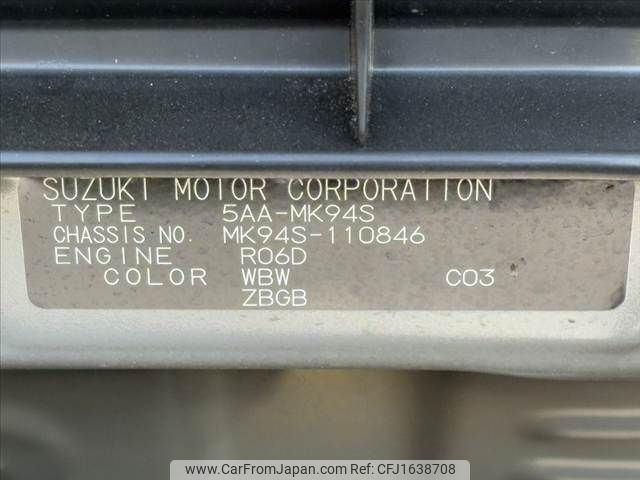 SUZUKI MOTOR CORPORATION
TYPE 5AA-MK94S
CHASSIS NO. MK94S-110846
ENGINE R06D
COLOR WBW C03
ZBGB
www.CarFromJapan.com - CFJ1638708